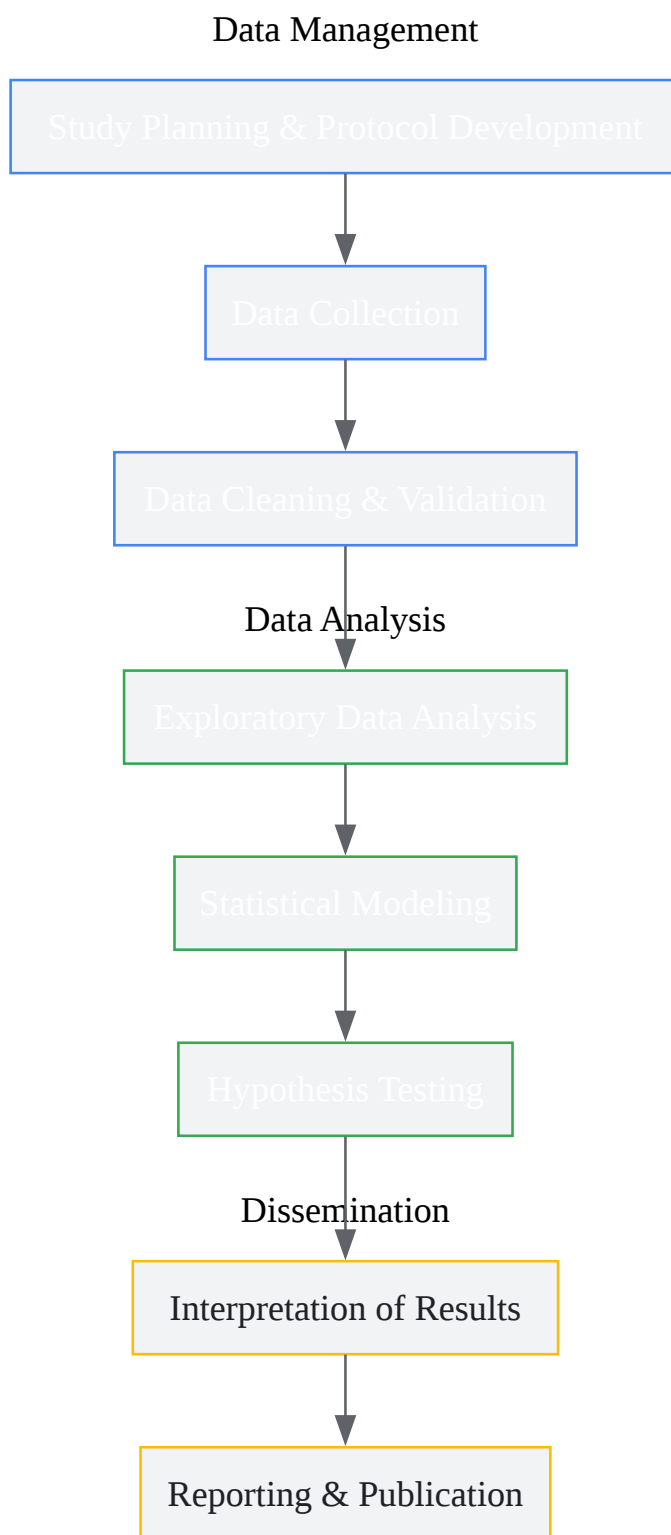 Data Management
Study Planning & Protocol Development
Data Collection
Data Cleaning & Validation
Data Analysis
Exploratory Data Analysis
Statistical Modeling
Hypothesis Testing
Dissemination
Interpretation of Results
Reporting & Publication